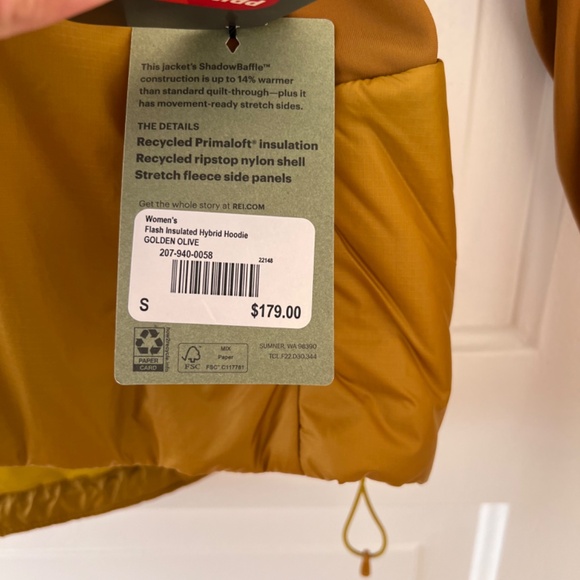 This jacket's ShadowBaffle™
construction is up to 14% warmer
than standard quilt-through—plus it
has movement-ready stretch sides.
THE DETAILS
Recycled Primaloft® insulation
Recycled ripstop nylon shell
Stretch fleece side panels
Get the whole story at REI.COM
Women's
Flash Insulated Hybrid Hoodie
GOLDEN OLIVE
207-940-0058
22148
S
$179.00
PAPER
CARD
FSC
MIX
Paper
FSC® C117781
SUMNER, WA 98390